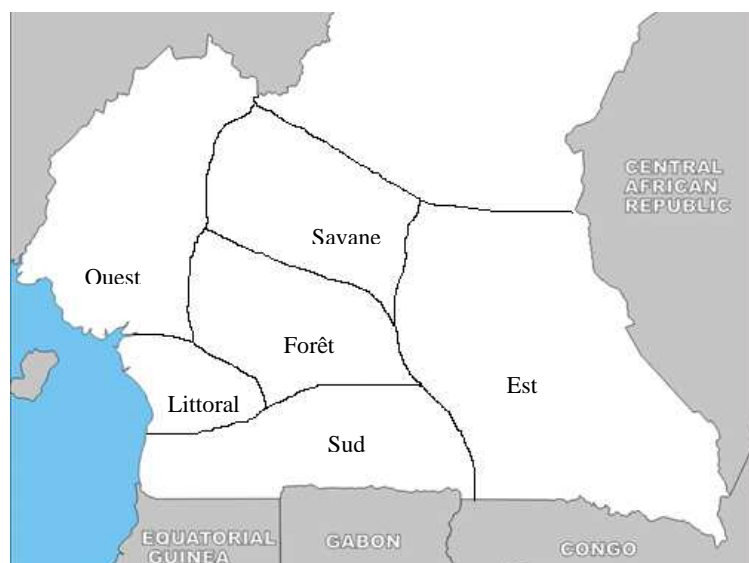 CENTRAL
AFRICAN
REPUBLIC
Savane
Ouest
Forêt
Est
Littoral
Sud
EQUATORIAL
GUINEA
GABON
CONGO